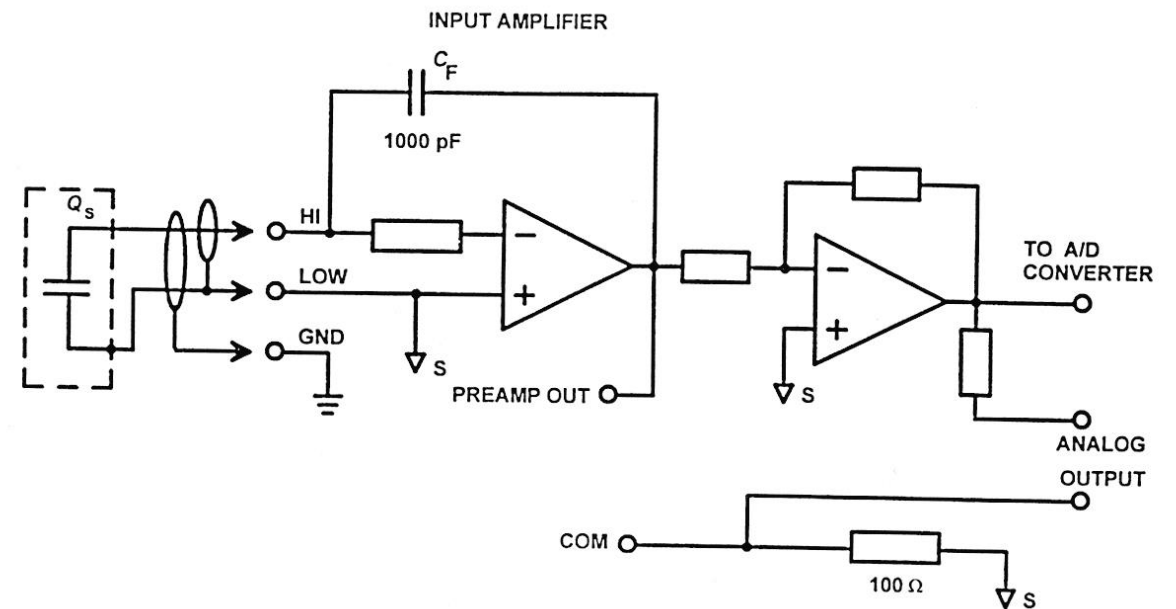 INPUT AMPLIFIER
C_F
1000 pF
Q_s
HI
LOW
GND
S
PREAMP OUT
S
TO A/D
CONVERTER
ANALOG
OUTPUT
COM
100 Ω
S